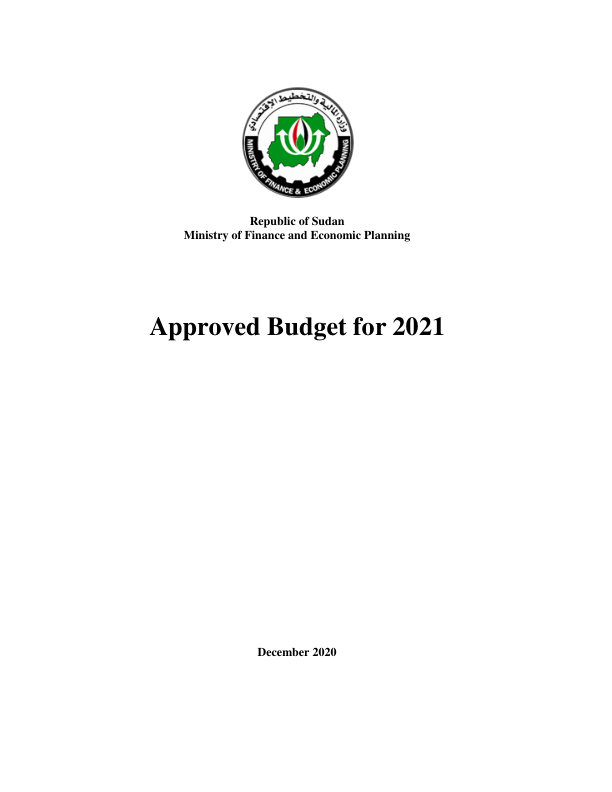 وزارة المالية والتخطيط الإقتصادي
MINISTRY OF FINANCE & ECONOMIC PLANNING
Republic of Sudan
Ministry of Finance and Economic Planning
Approved Budget for 2021
December 2020